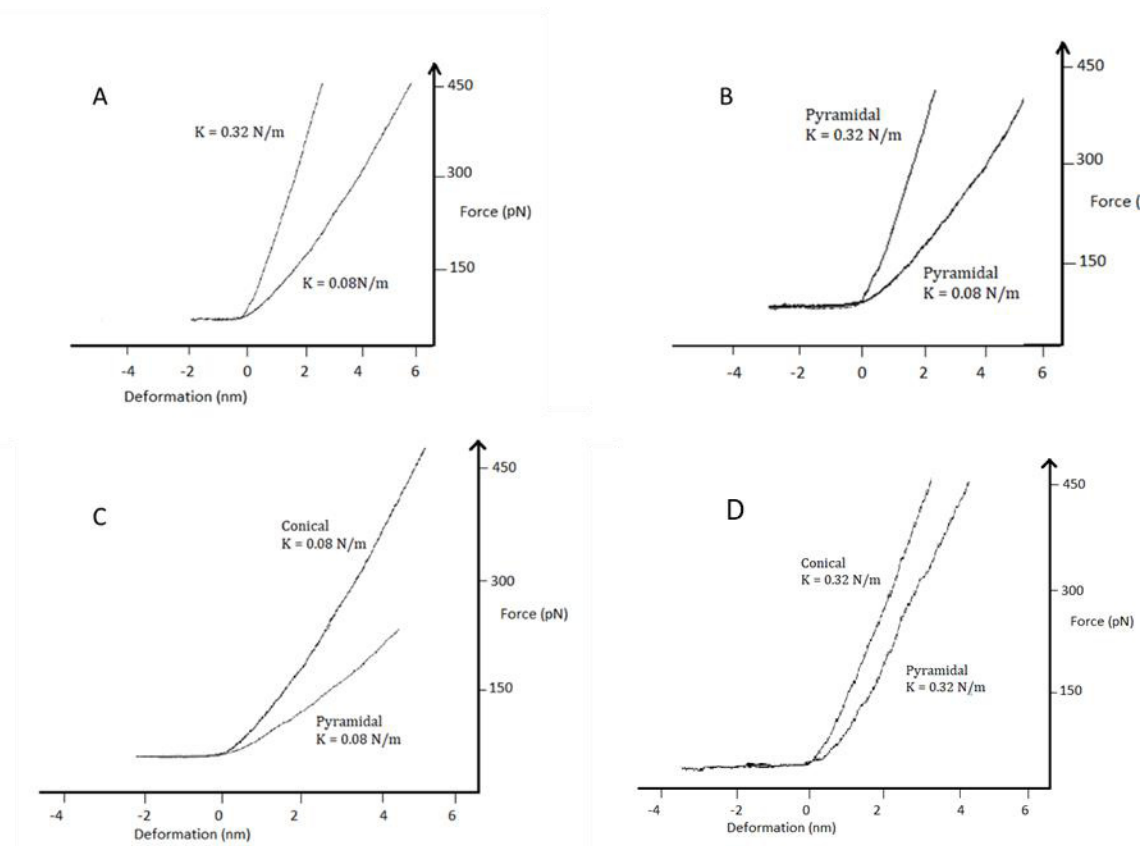 A
450
K = 0.32 N/m
300
Force (pN)
150
K = 0.08N/m
-4 -2 0 2 4 6
Deformation (nm)
B
450
Pyramidal
K = 0.32 N/m
300
Force (
150
Pyramidal
K = 0.08 N/m
-4 -2 0 2 4 6
C
450
Conical
K = 0.08 N/m
300
Force (pN)
150
Pyramidal
K = 0.08 N/m
-4 -2 0 2 4 6
Deformation (nm)
D
450
Conical
K = 0.32 N/m
300
Force (pN)
Pyramidal
K = 0.32 N/m
150
-4 -2 0 2 4 6
Deformation (nm)